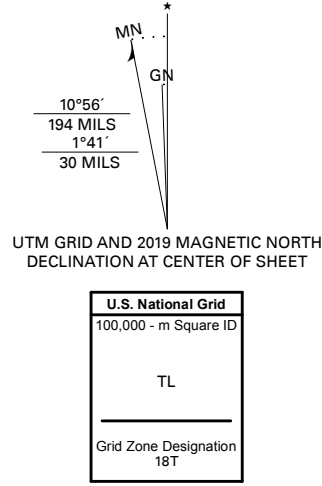 ★
MN
GN
10°56´
194 MILS
1°41´
30 MILS
UTM GRID AND 2019 MAGNETIC NORTH
DECLINATION AT CENTER OF SHEET
U.S. National Grid
100,000 - m Square ID
TL
Grid Zone Designation
18T